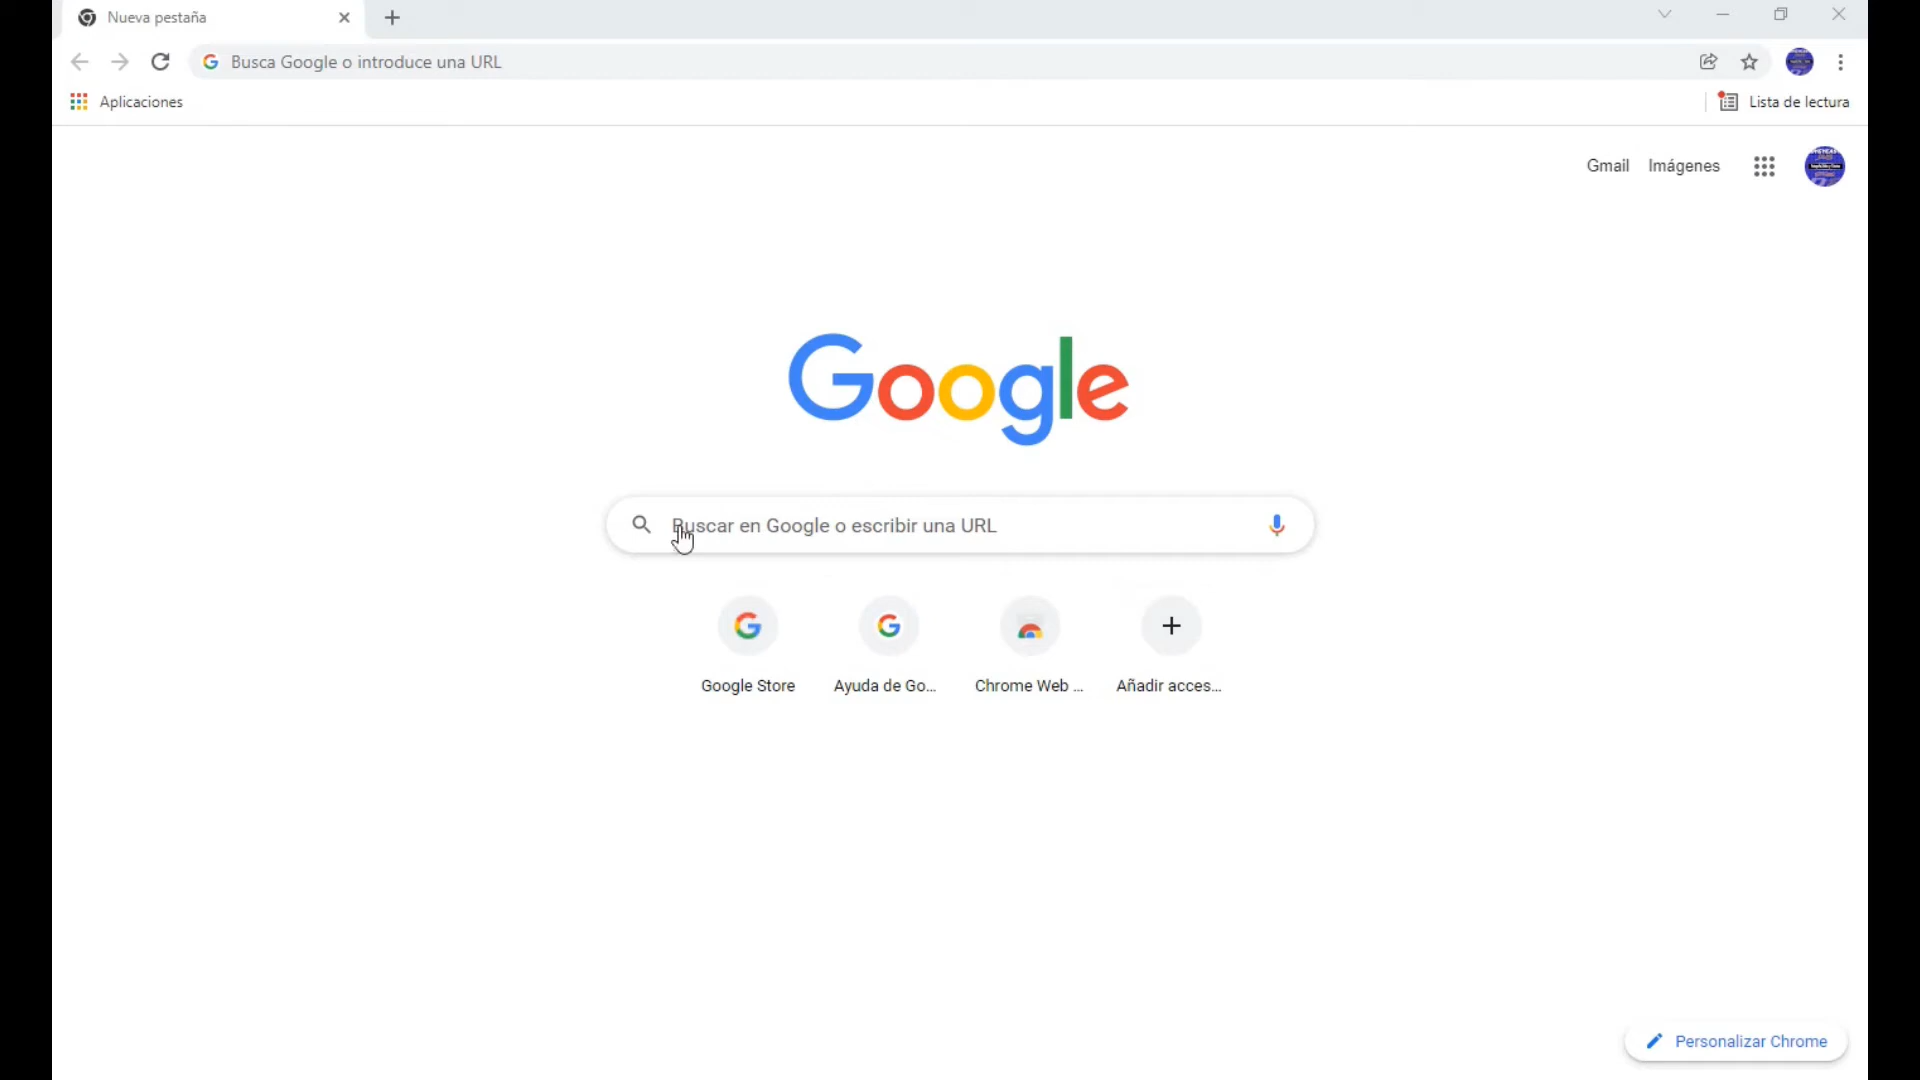 Nueva pestaña
Busca Google o introduce una URL
Aplicaciones
Lista de lectura
Gmail Imágenes
Google
Buscar en Google o escribir una URL
Google Store Ayuda de Go... Chrome Web ... Añadir acces...
Personalizar Chrome